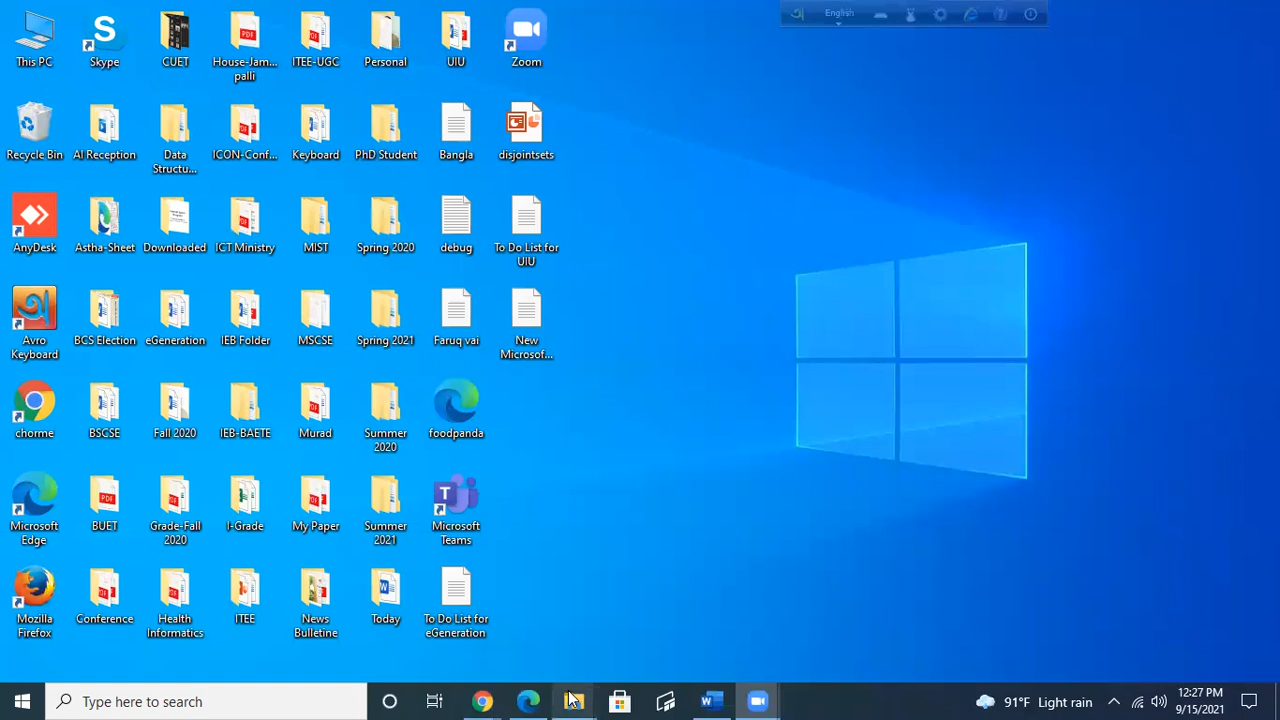 অ English
This PC
Skype
CUET
House-Jam... palli
ITEE-UGC
Personal
UIU
Zoom
Recycle Bin
AI Reception
Data Structu...
ICON-Conf...
Keyboard
PhD Student
Bangla
disjointsets
AnyDesk
Astha-Sheet
Downloaded
ICT Ministry
MIST
Spring 2020
debug
To Do List for UIU
Avro Keyboard
BCS Election
eGeneration
IEB Folder
MSCSE
Spring 2021
Faruq vai
New Microsof...
chorme
BSCSE
Fall 2020
IEB-BAETE
Murad
Summer 2020
foodpanda
Microsoft Edge
BUET
Grade-Fall 2020
I-Grade
My Paper
Summer 2021
Microsoft Teams
Mozilla Firefox
Conference
Health Informatics
ITEE
News Bulletine
Today
To Do List for eGeneration
Type here to search
91°F Light rain
12:27 PM
9/15/2021